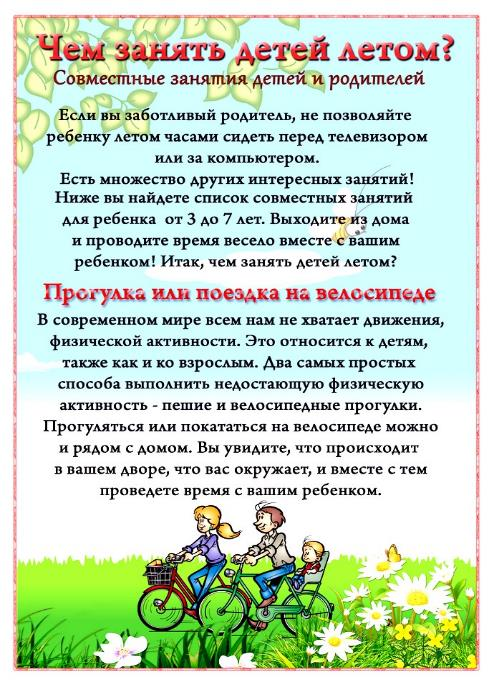 Чем занять детей летом?
Совместные занятия детей и родителей
Если вы заботливый родитель, не позволяйте
ребенку летом часами сидеть перед телевизором
или за компьютером.
Есть множество других интересных занятий!
Ниже вы найдете список совместных занятий
для ребенка от 3 до 7 лет. Выходите из дома
и проводите время весело вместе с вашим
ребенком! Итак, чем занять детей летом?
Прогулка или поездка на велосипеде
В современном мире всем нам не хватает движения,
физической активности. Это относится к детям,
также как и ко взрослым. Два самых простых
способа выполнить недостающую физическую
активность - пешие и велосипедные прогулки.
Прогуляться или покататься на велосипеде можно
и рядом с домом. Вы увидите, что происходит
в вашем дворе, что вас окружает, и вместе с тем
проведете время с вашим ребенком.